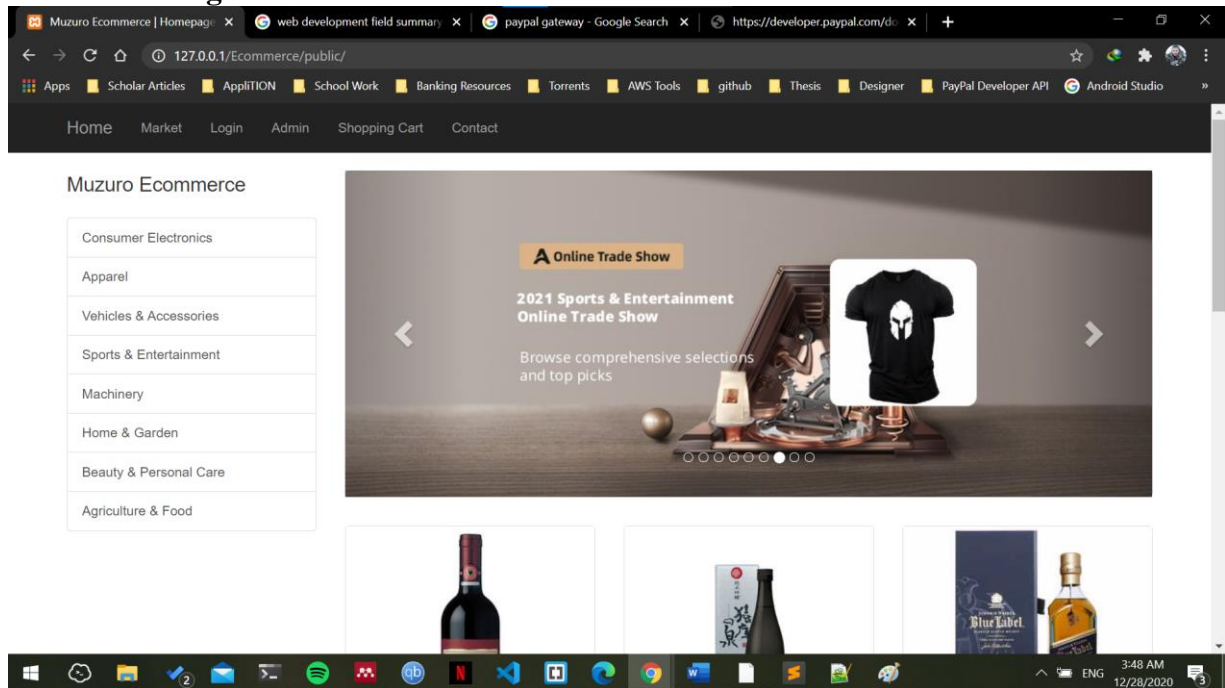 Muzuro Ecommerce | Homepage
web development field summary
paypal gateway - Google Search
https://developer.paypal.com/do
127.0.0.1/Ecommerce/public/
Apps Scholar Articles AppliTION School Work Banking Resources Torrents AWS Tools github Thesis Designer PayPal Developer API Android Studio »
Home Market Login Admin Shopping Cart Contact
Muzuro Ecommerce
Consumer Electronics
Apparel
Vehicles & Accessories
Sports & Entertainment
Machinery
Home & Garden
Beauty & Personal Care
Agriculture & Food
A Online Trade Show
2021 Sports & Entertainment
Online Trade Show
Browse comprehensive selections
and top picks
Blue Label
2
qb
N
ENG
3:48 AM
12/28/2020
3